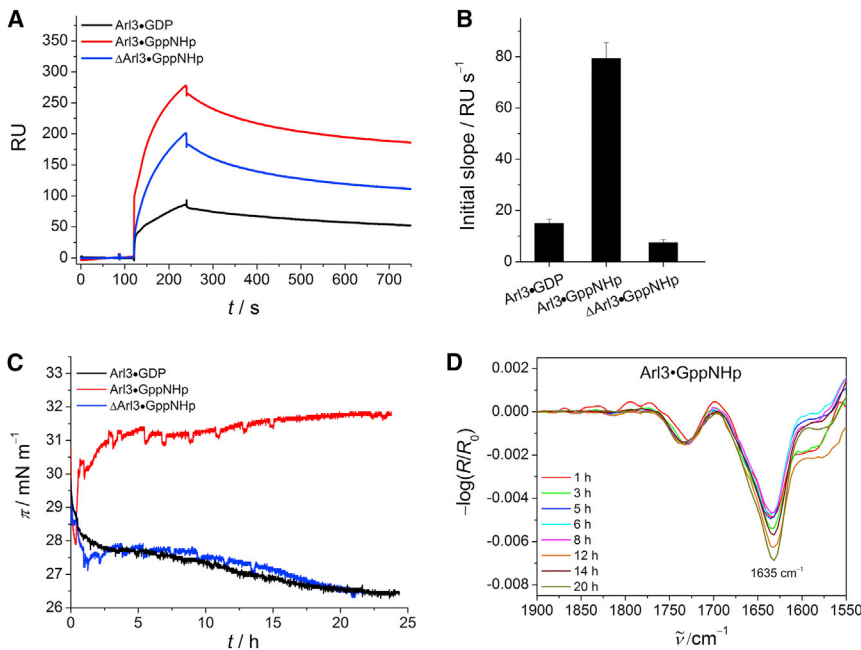 A
Arl3•GDP
Arl3•GppNHp
ΔArl3•GppNHp
RU
350
300
250
200
150
100
50
0
0 100 200 300 400 500 600 700
t / s
B
Initial slope / RU s⁻¹
80
60
40
20
0
Arl3•GDP
Arl3•GppNHp
ΔArl3•GppNHp
C
Arl3•GDP
Arl3•GppNHp
ΔArl3•GppNHp
π / mN m⁻¹
33
32
31
30
29
28
27
26
0 5 10 15 20 25
t / h
D
Arl3•GppNHp
−log(R/R₀)
0.002
0.000
-0.002
-0.004
-0.006
-0.008
1 h
3 h
5 h
6 h
8 h
12 h
14 h
20 h
1635 cm⁻¹
1900 1850 1800 1750 1700 1650 1600 1550
ν̃ /cm⁻¹